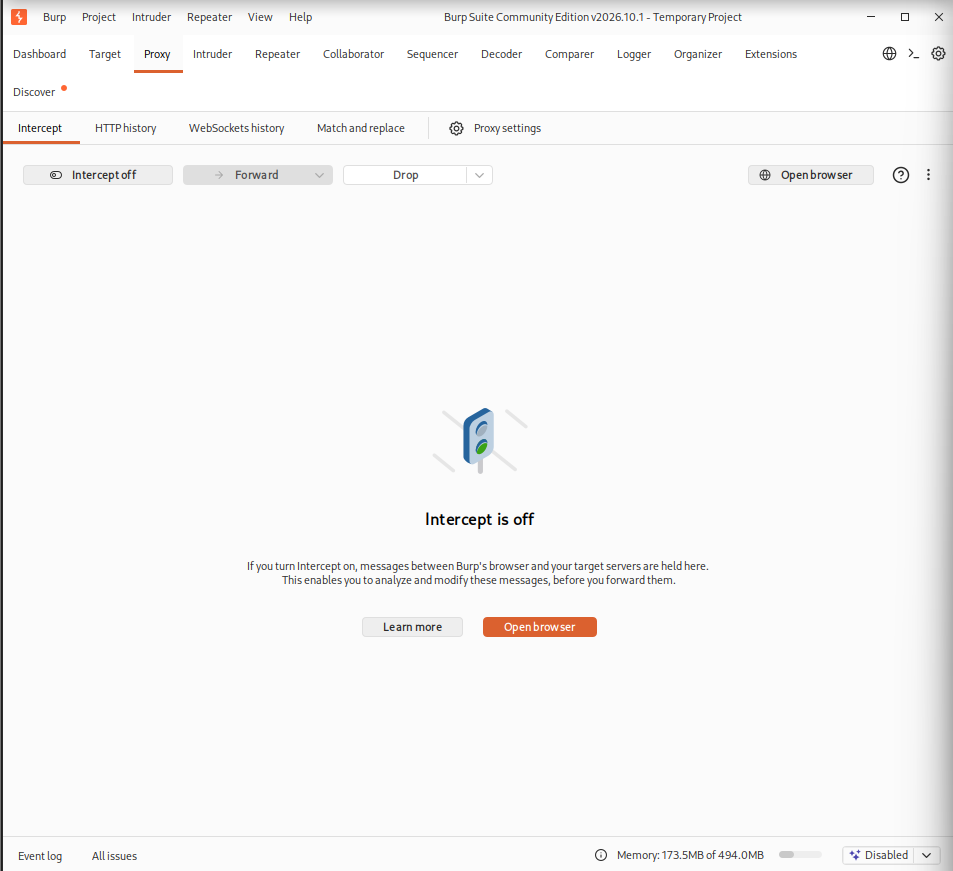 Burp Project Intruder Repeater View Help Burp Suite Community Edition v2026.10.1 - Temporary Project
Dashboard Target Proxy Intruder Repeater Collaborator Sequencer Decoder Comparer Logger Organizer Extensions
Discover
Intercept HTTP history WebSockets history Match and replace Proxy settings
Intercept off Forward Drop Open browser
Intercept is off
If you turn Intercept on, messages between Burp's browser and your target servers are held here.
This enables you to analyze and modify these messages, before you forward them.
Learn more Open browser
Event log All issues Memory: 173.5MB of 494.0MB Disabled